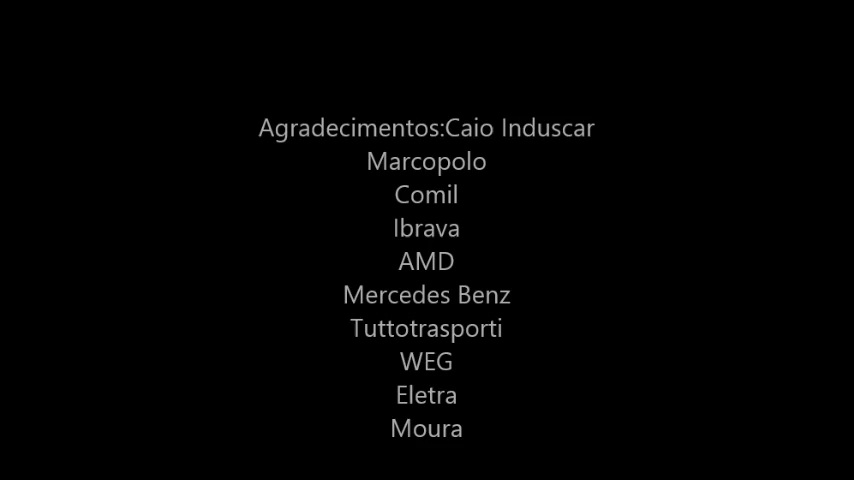 Agradecimentos:Caio Induscar
Marcopolo
Comil
Ibrava
AMD
Mercedes Benz
Tuttotrasporti
WEG
Eletra
Moura